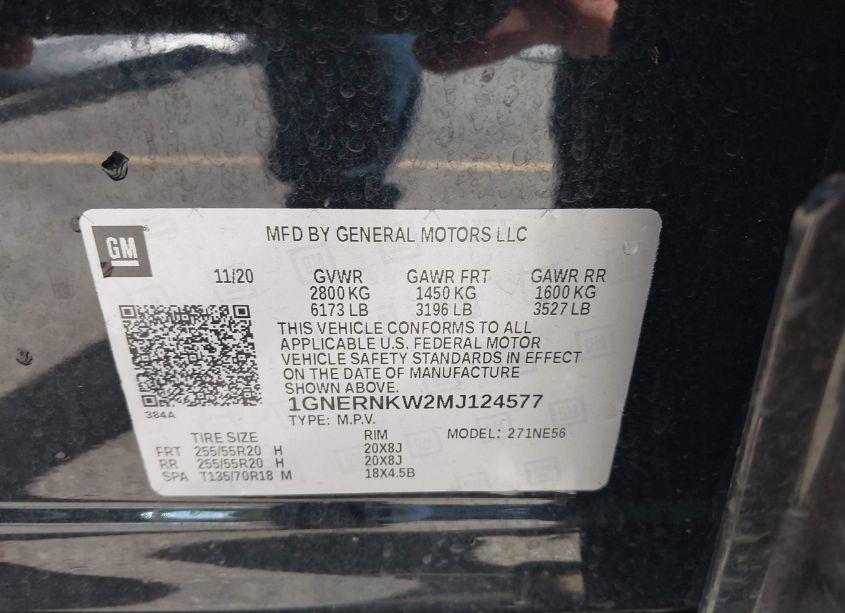 GM
MFD BY GENERAL MOTORS LLC
11/20 GVWR GAWR FRT GAWR RR
2800 KG 1450 KG 1600 KG
6173 LB 3196 LB 3527 LB
THIS VEHICLE CONFORMS TO ALL
APPLICABLE U.S. FEDERAL MOTOR
VEHICLE SAFETY STANDARDS IN EFFECT
ON THE DATE OF MANUFACTURE
SHOWN ABOVE.
384A
1GNERNKW2MJ124577
TYPE: M.P.V.
TIRE SIZE RIM MODEL: 271NE56
FRT 255/55R20 H 20X8J
RR 255/55R20 H 20X8J
SPA T135/70R18 M 18X4.5B